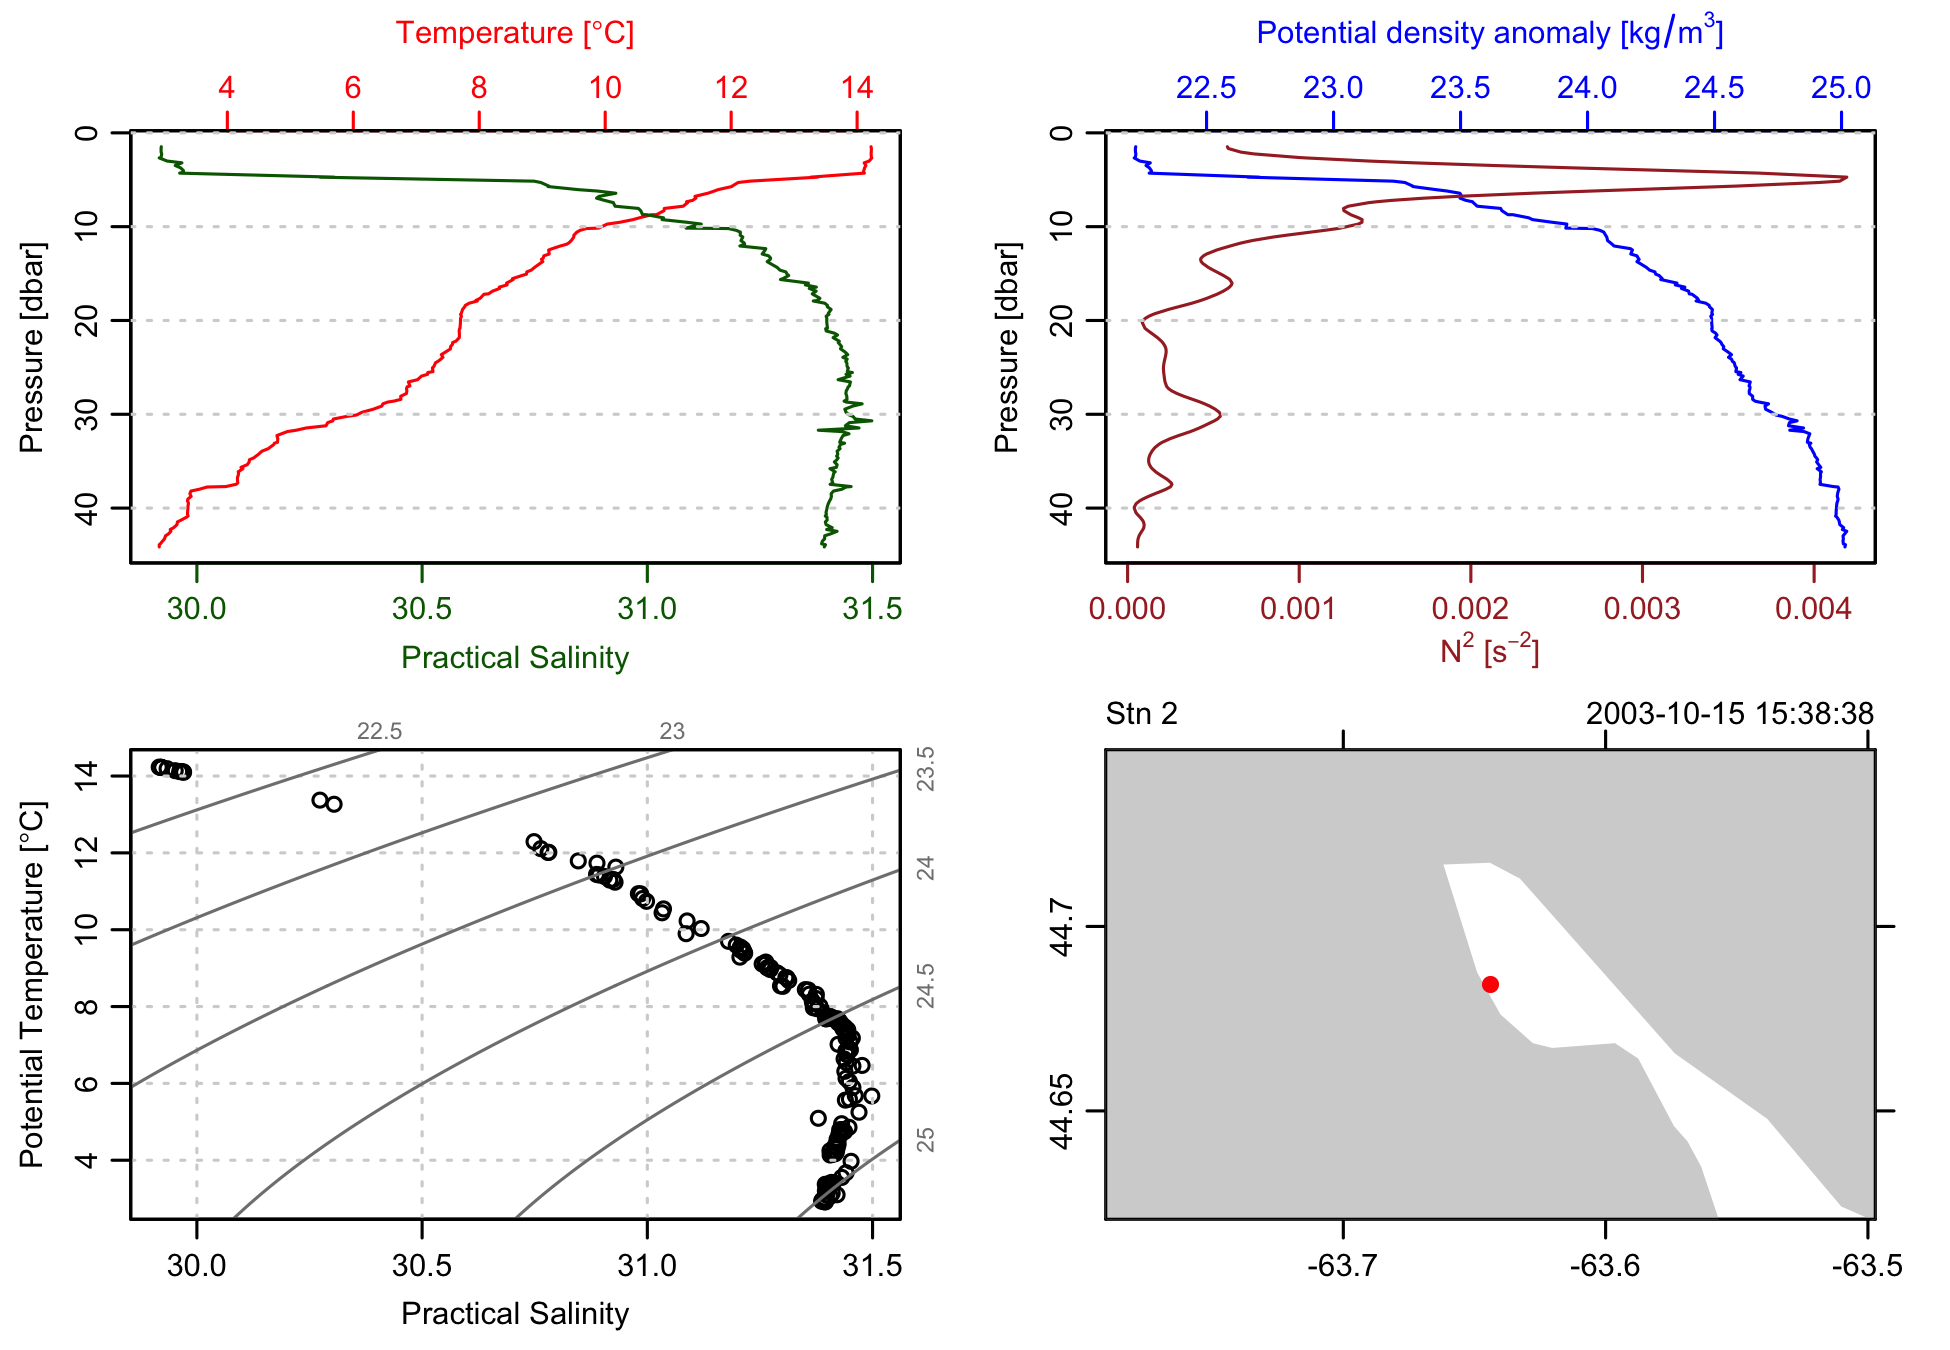 Temperature [°C]
4 6 8 10 12 14
0
10
20
30
40
Pressure [dbar]
30.0 30.5 31.0 31.5
Practical Salinity
Potential density anomaly [kg/m³]
22.5 23.0 23.5 24.0 24.5 25.0
0
10
20
30
40
Pressure [dbar]
0.000 0.001 0.002 0.003 0.004
N² [s⁻²]
22.5 23
23.5
24
24.5
25
14
12
10
8
6
4
Potential Temperature [°C]
30.0 30.5 31.0 31.5
Practical Salinity
Stn 2 2003-10-15 15:38:38
44.7
44.65
-63.7 -63.6 -63.5